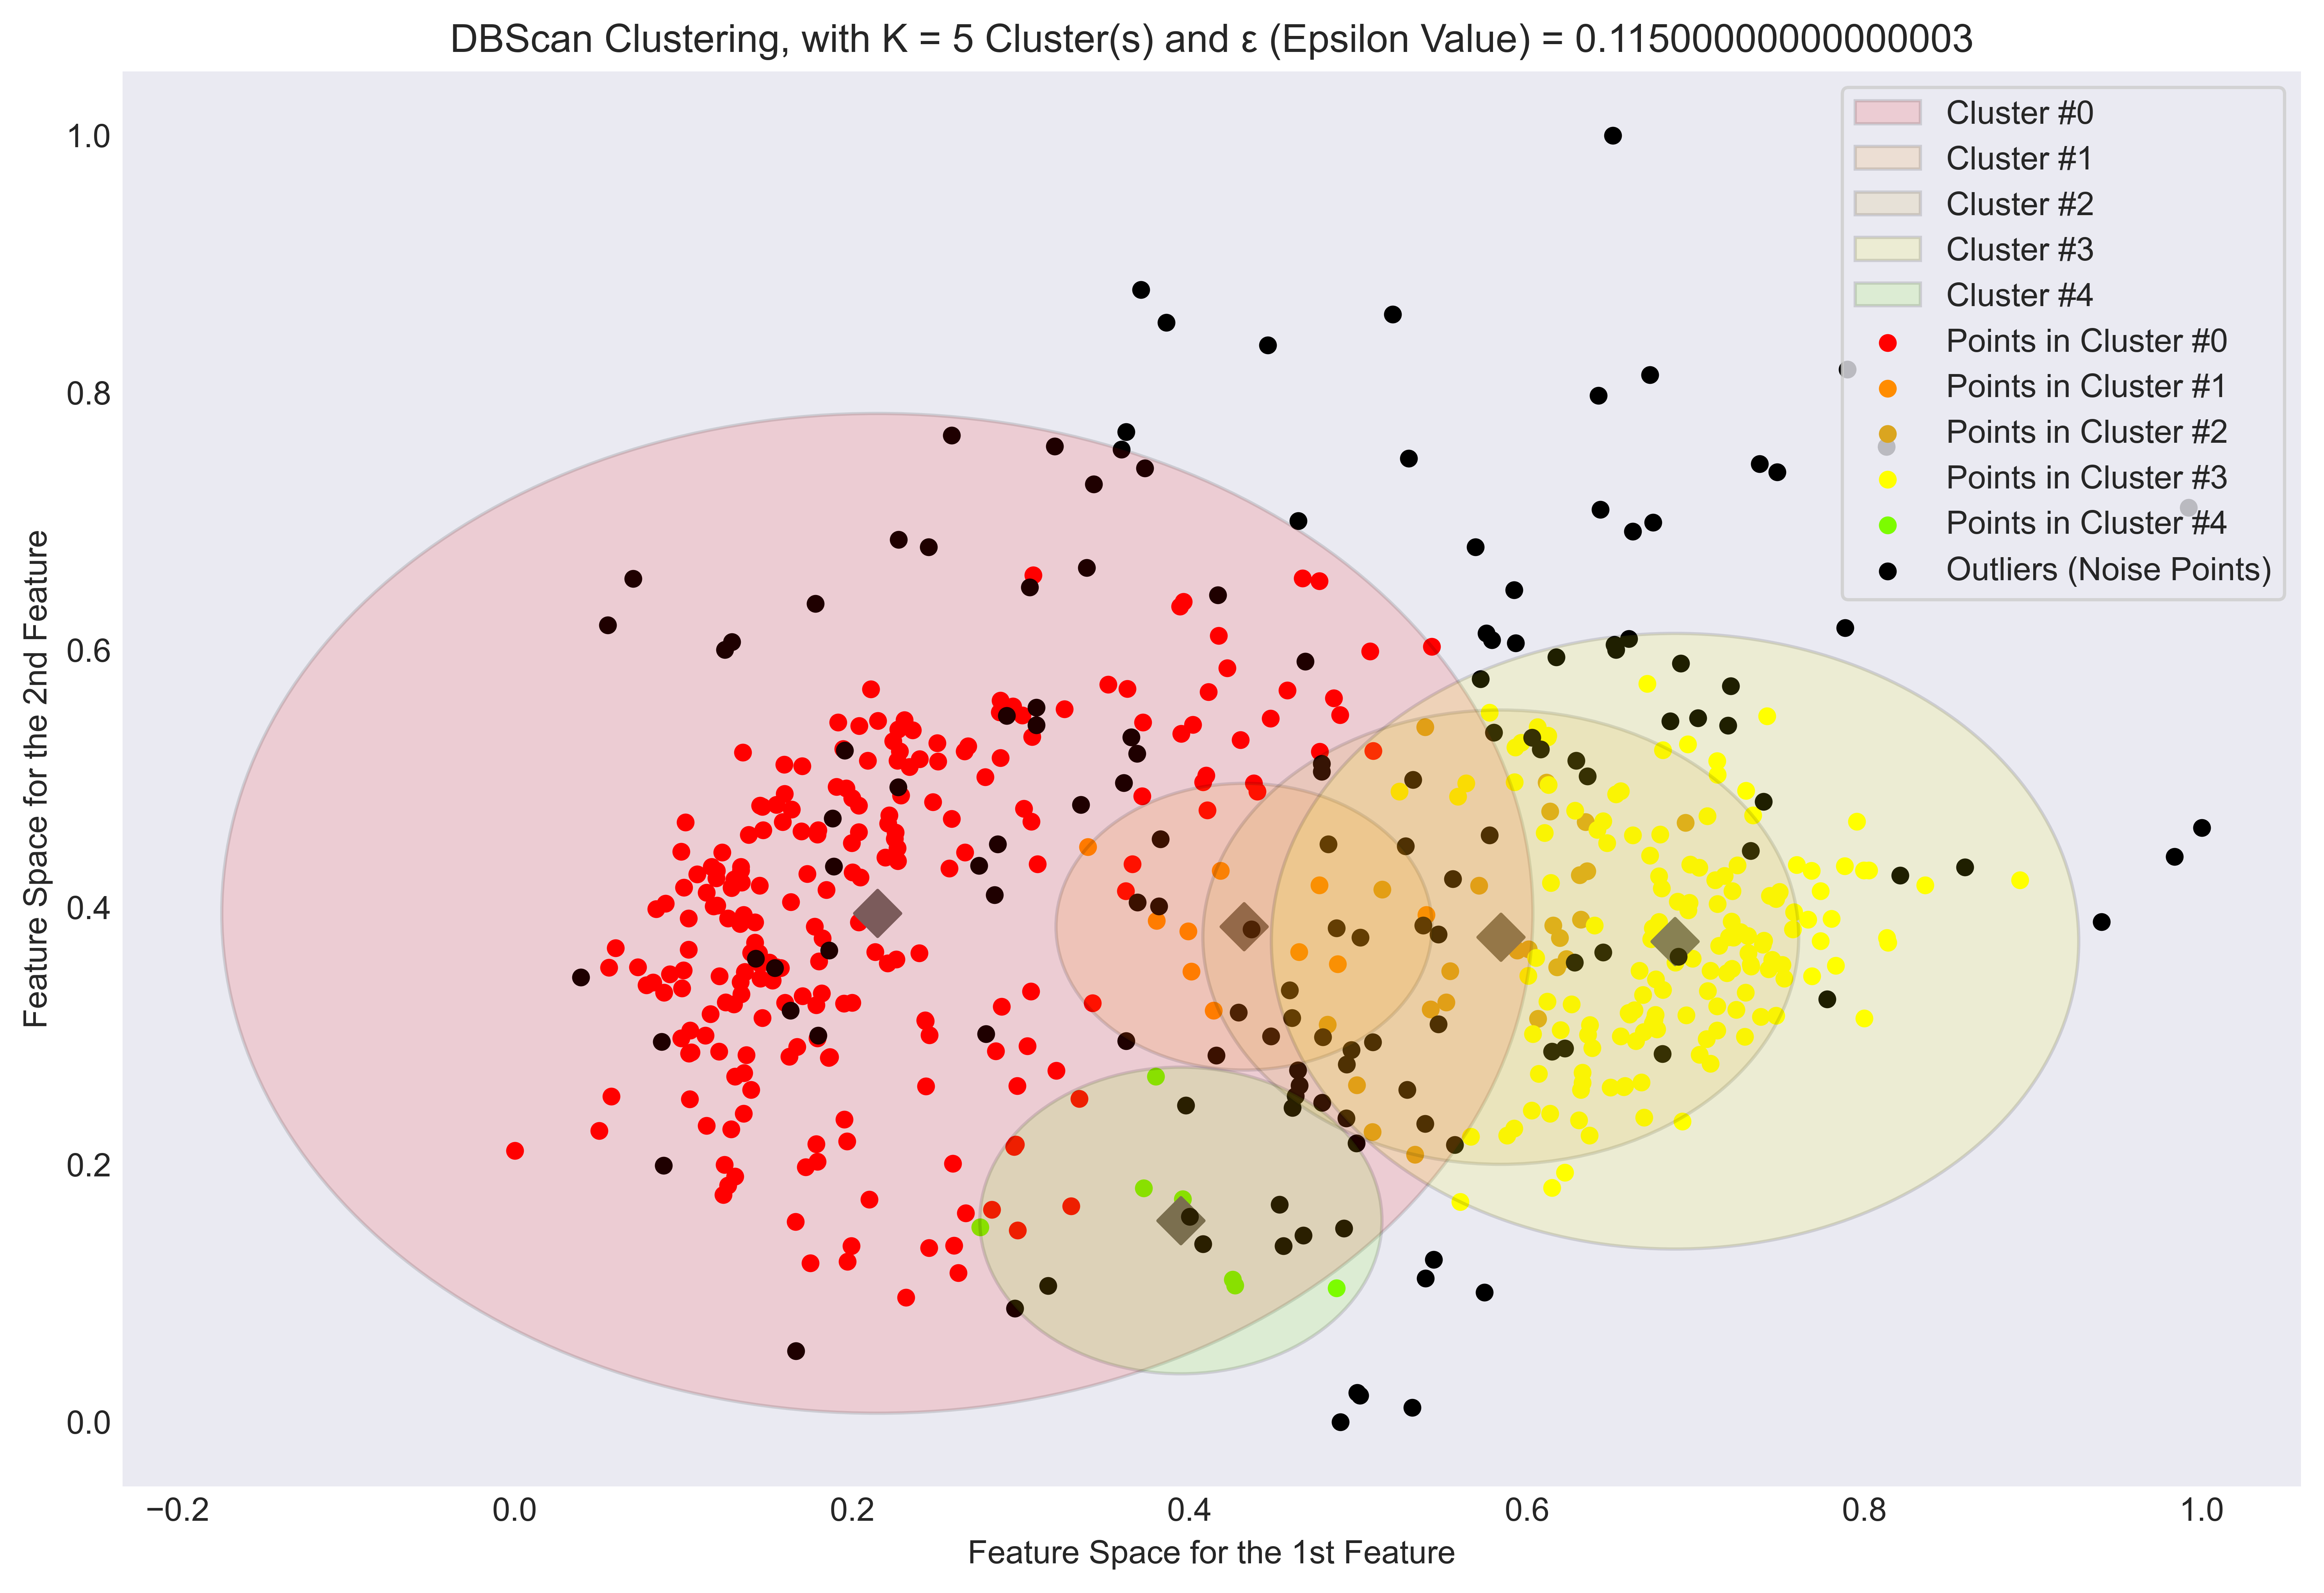 DBScan Clustering, with K = 5 Cluster(s) and ε (Epsilon Value) = 0.11500000000000003
Cluster #0
Cluster #1
Cluster #2
Cluster #3
Cluster #4
Points in Cluster #0
Points in Cluster #1
Points in Cluster #2
Points in Cluster #3
Points in Cluster #4
Outliers (Noise Points)
Feature Space for the 2nd Feature
1.0
0.8
0.6
0.4
0.2
0.0
−0.2 0.0 0.2 0.4 0.6 0.8 1.0
Feature Space for the 1st Feature